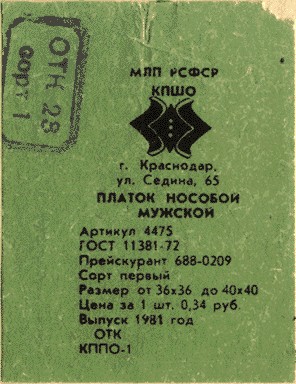 ОТН 28
сорт 1
МЛП РСФСР
КПШО
г. Краснодар,
ул. Седина, 65
ПЛАТОК НОСОВОЙ
МУЖСКОЙ
Артикул 4475
ГОСТ 11381-72
Прейскурант 688-0209
Сорт первый
Размер от 36х36 до 40х40
Цена за 1 шт. 0,34 руб.
Выпуск 1981 год
ОТК
КППО-1